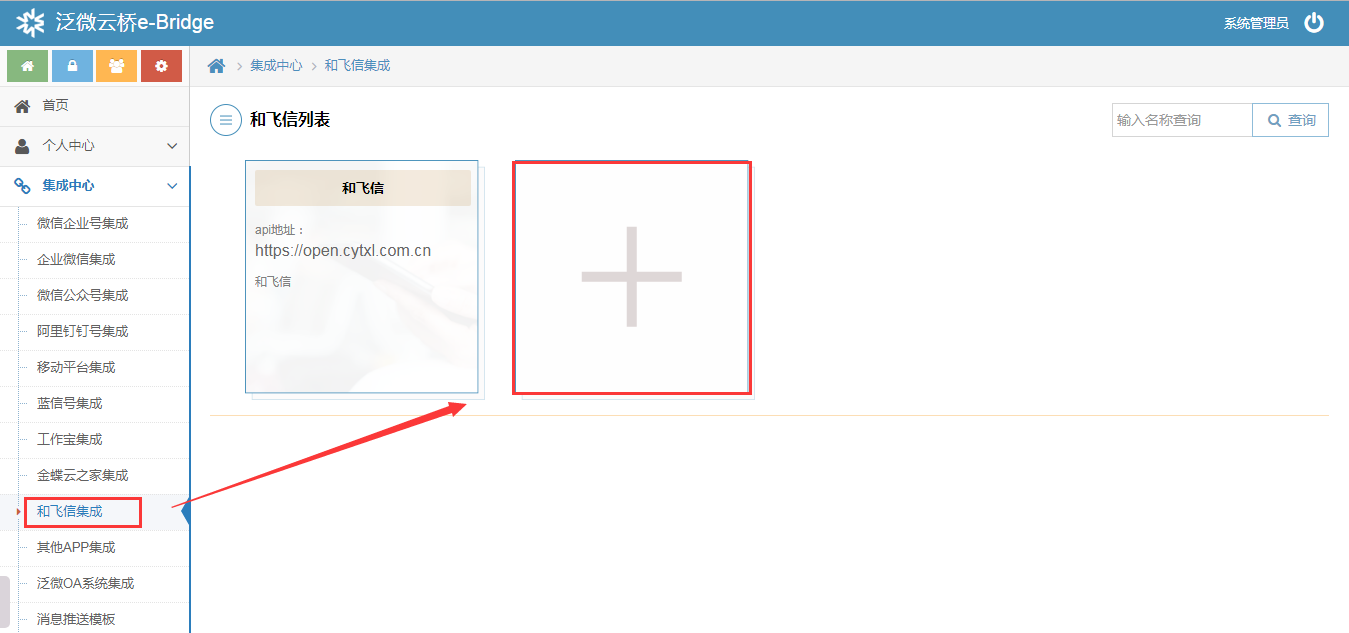 泛微云桥e-Bridge
系统管理员
集成中心
和飞信集成
首页
个人中心
集成中心
微信企业号集成
企业微信集成
微信公众号集成
阿里钉钉号集成
移动平台集成
蓝信号集成
工作宝集成
金蝶云之家集成
和飞信集成
其他APP集成
泛微OA系统集成
消息推送模板
和飞信列表
输入名称查询
查询
和飞信
api地址：
https://open.cytxl.com.cn
和飞信